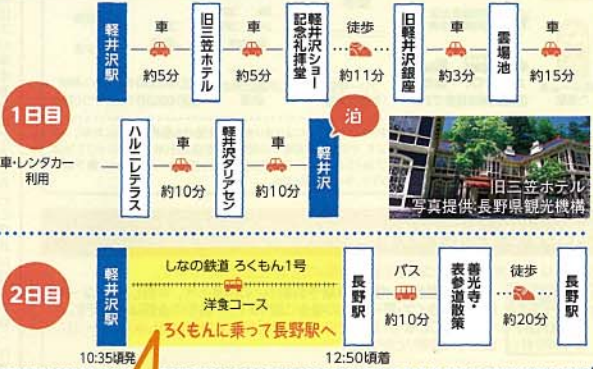 1日目
車・レンタカー
利用
軽井沢駅
車
約5分
旧三笠ホテル
車
約5分
軽井沢ショー
記念礼拝堂
徒歩
約11分
旧軽井沢銀座
車
約3分
雲場池
車
約15分
ハルニレテラス
車
約10分
軽井沢タリアセン
車
約10分
軽井沢
泊
旧三笠ホテル
写真提供:長野県観光機構
2日目
軽井沢駅
しなの鉄道 ろくもん1号
洋食コース
ろくもんに乗って長野駅へ
長野駅
バス
約10分
善光寺・
表参道散策
徒歩
約20分
長野駅
10:35頃発
12:50頃着